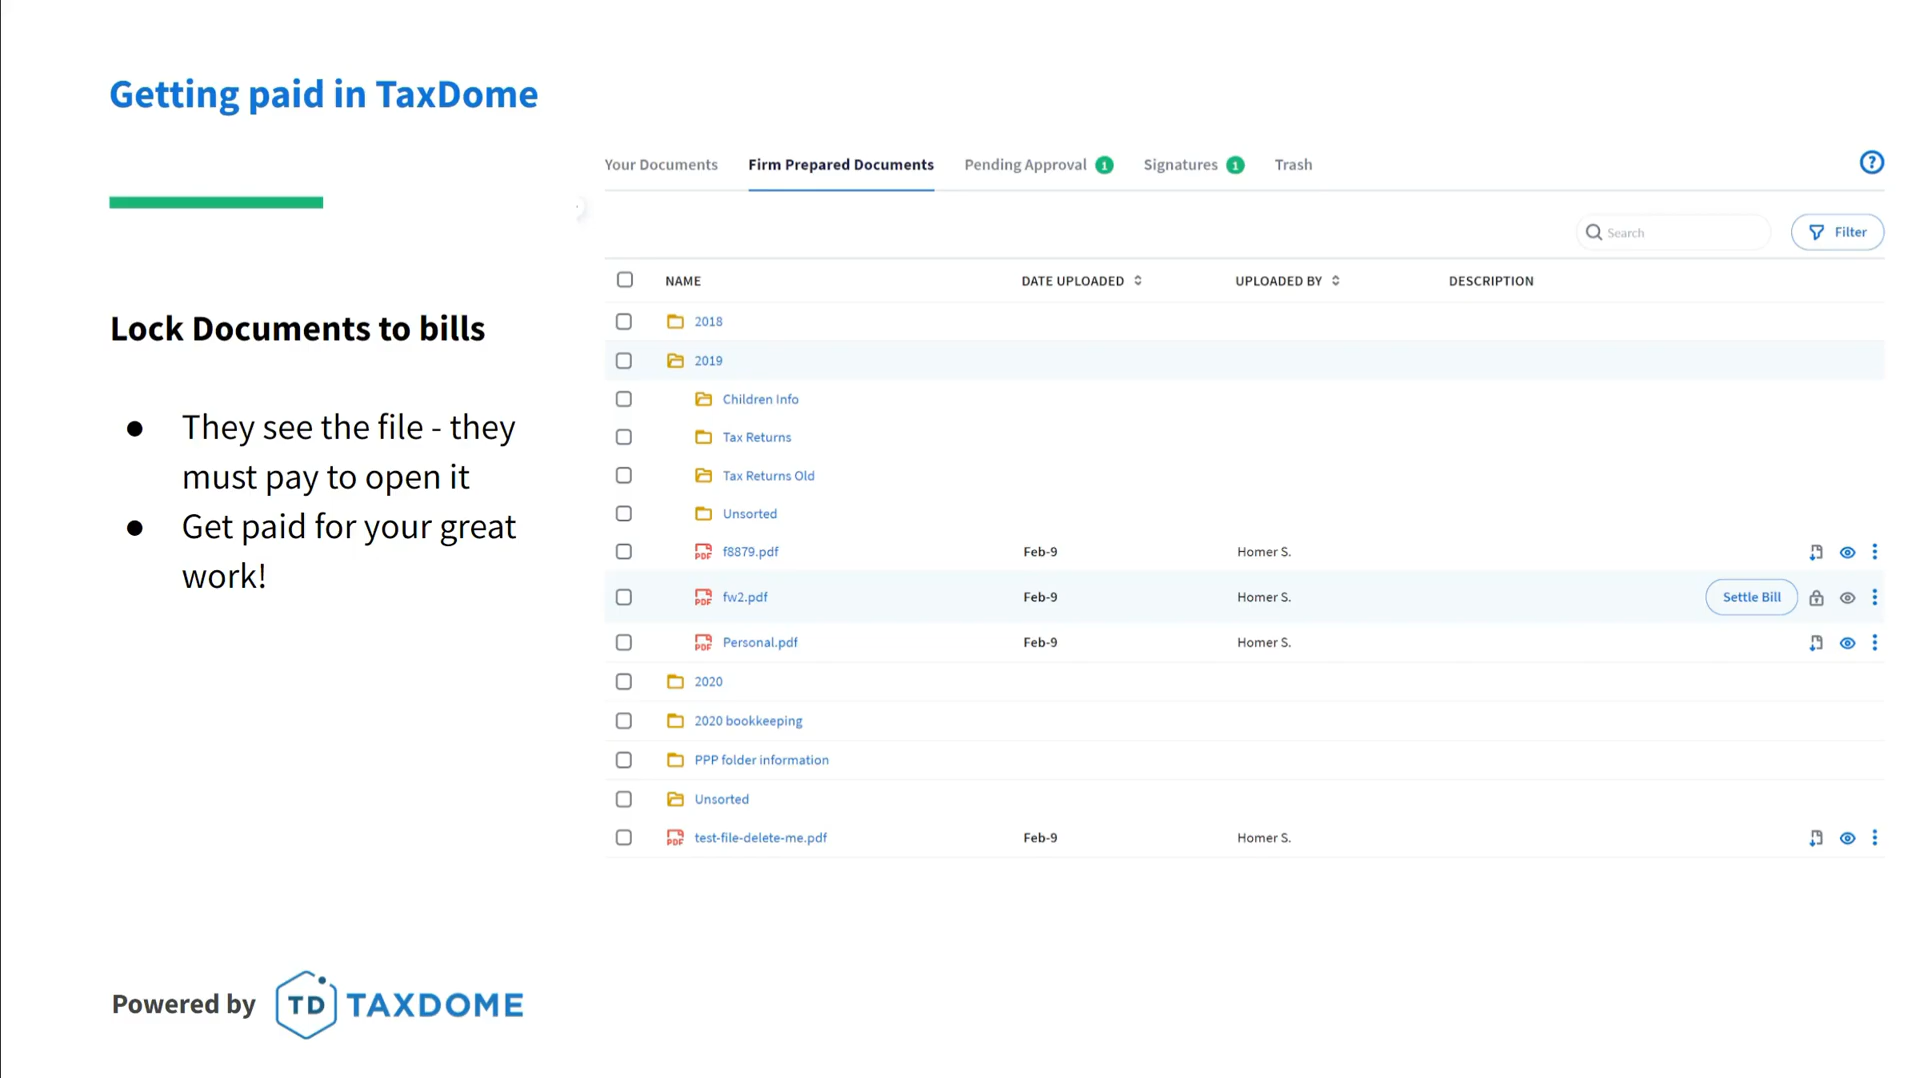 Getting paid in TaxDome
Lock Documents to bills
● They see the file - they
must pay to open it
● Get paid for your great
work!
Your Documents Firm Prepared Documents Pending Approval 1 Signatures 1 Trash ?
Search Filter
NAME DATE UPLOADED UPLOADED BY DESCRIPTION
2018
2019
Children Info
Tax Returns
Tax Returns Old
Unsorted
PDF f8879.pdf Feb-9 Homer S.
PDF fw2.pdf Feb-9 Homer S. Settle Bill
PDF Personal.pdf Feb-9 Homer S.
2020
2020 bookkeeping
PPP folder information
Unsorted
PDF test-file-delete-me.pdf Feb-9 Homer S.
Powered by TD TAXDOME